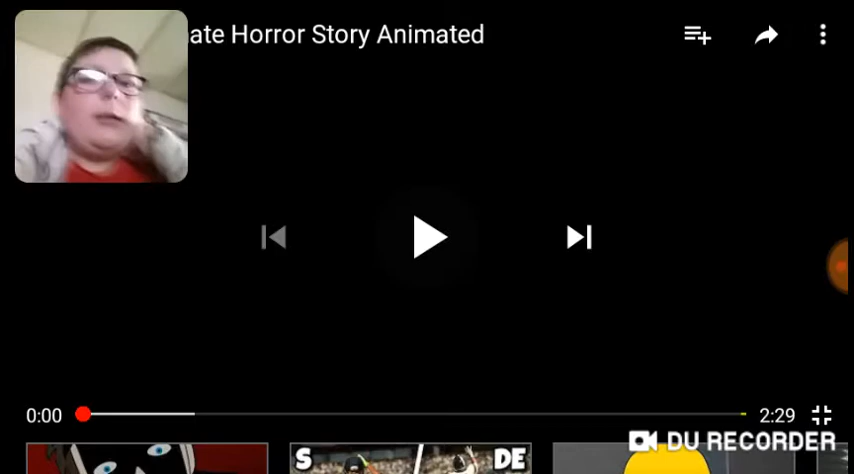 ate Horror Story Animated
0:00
2:29
DU RECORDER
S
DE